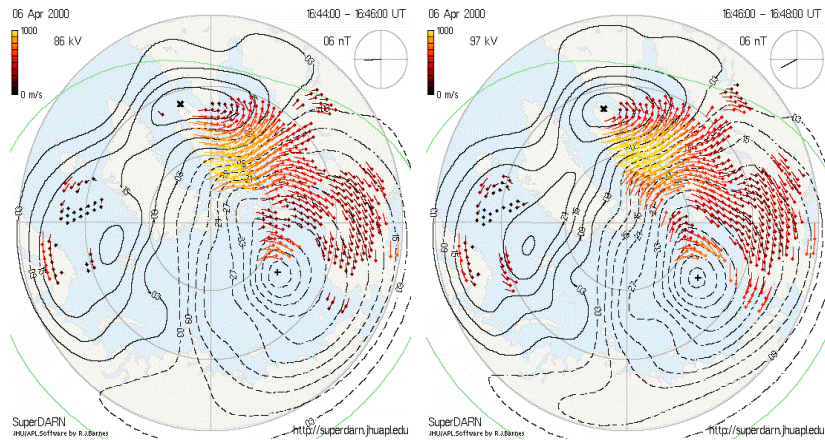 06 Apr 2000
16:44:00 - 16:46:00 UT
1000
86 kV
06 nT
0 m/s
SuperDARN
JHU/APL Software by R.J.Barnes
http://superdarn.jhuapl.edu
06 Apr 2000
16:46:00 - 16:48:00 UT
1000
97 kV
06 nT
0 m/s
SuperDARN
JHU/APL Software by R.J.Barnes
http://superdarn.jhuapl.edu